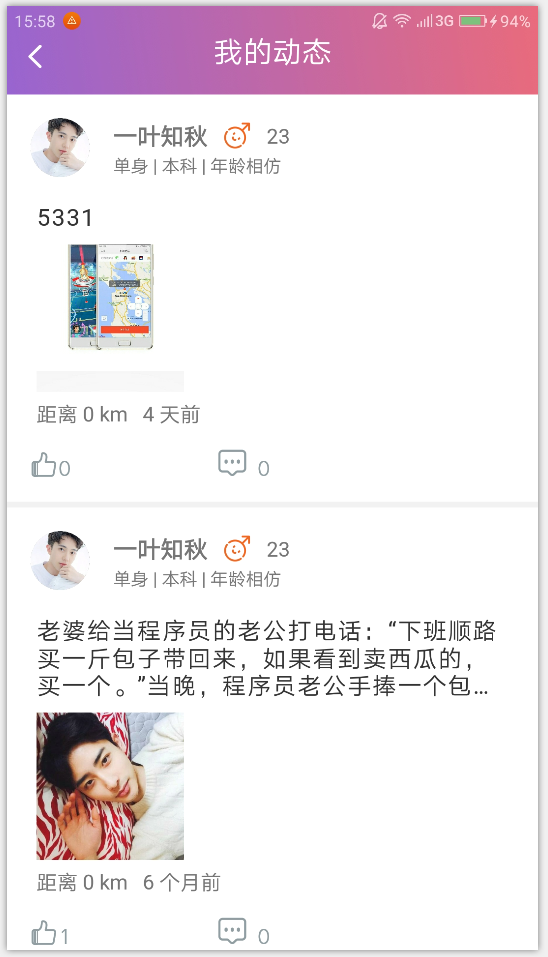 15:58
3G
94%
我的动态
一叶知秋 23
单身 | 本科 | 年龄相仿
5331
距离 0 km 4 天前
0 0
一叶知秋 23
单身 | 本科 | 年龄相仿
老婆给当程序员的老公打电话：“下班顺路
买一斤包子带回来，如果看到卖西瓜的，
买一个。”当晚，程序员老公手捧一个包...
距离 0 km 6 个月前
1 0